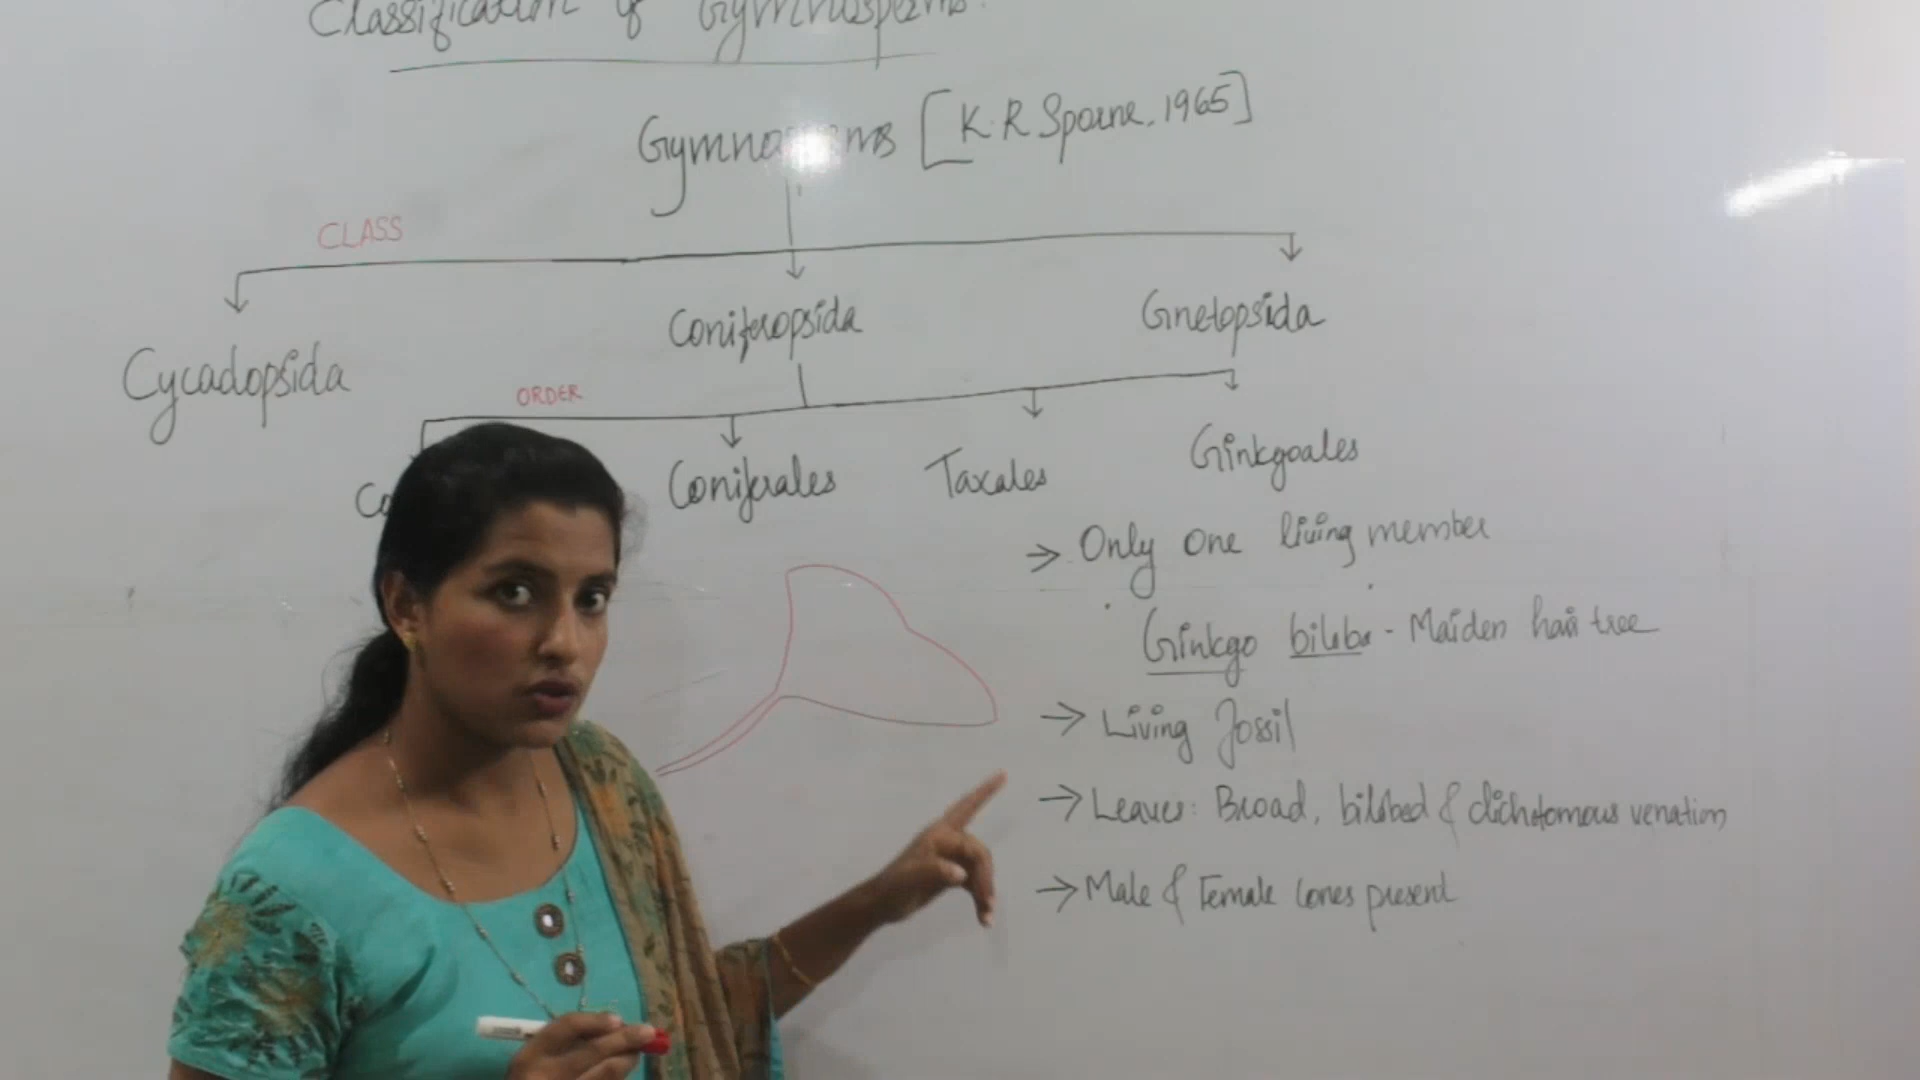 Classification of Gymnosperms.
Gymnosperms [K.R Sporne, 1965]
CLASS
Cycadopsida Coniferopsida Gnetopsida
ORDER
Coniferales Taxales Ginkgoales
→ Only one living member
Ginkgo biloba - Maiden hair tree
→ Living fossil
→ Leaves: Broad, bilobed & dichotomous venation
→ Male & Female cones present